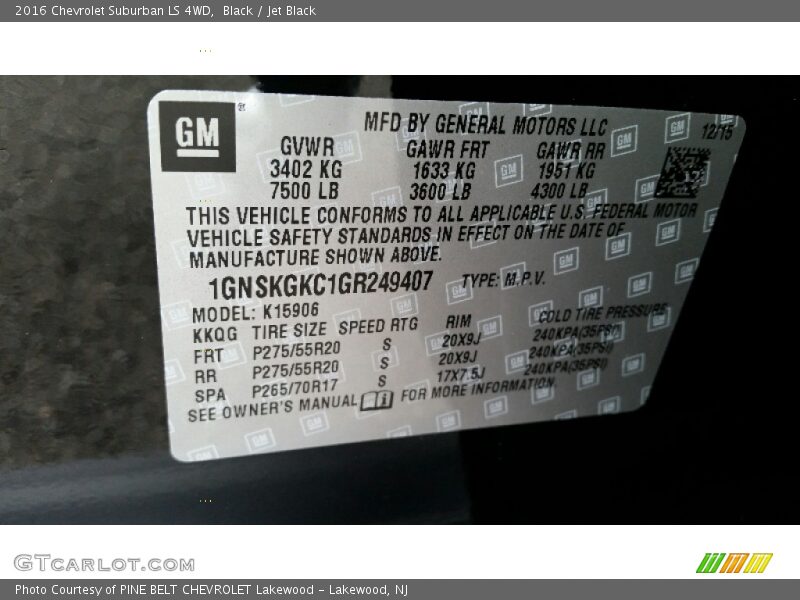 2016 Chevrolet Suburban LS 4WD,  Black / Jet Black
GM ®
MFD BY GENERAL MOTORS LLC
12/15
GVWR GAWR FRT GAWR RR
3402 KG 1633 KG 1951 KG
7500 LB 3600 LB 4300 LB
THIS VEHICLE CONFORMS TO ALL APPLICABLE U.S. FEDERAL MOTOR
VEHICLE SAFETY STANDARDS IN EFFECT ON THE DATE OF
MANUFACTURE SHOWN ABOVE.
1GNSKGKC1GR249407 TYPE: M.P.V.
MODEL: K15906
KKQG TIRE SIZE SPEED RTG RIM COLD TIRE PRESSURE
FRT P275/55R20 S 20X9J 240KPA(35PSI)
RR P275/55R20 S 20X9J 240KPA(35PSI)
SPA P265/70R17 S 17X7.5J 240KPA(35PSI)
SEE OWNER'S MANUAL i FOR MORE INFORMATION.
GTCARLOT.COM
Photo Courtesy of PINE BELT CHEVROLET Lakewood - Lakewood, NJ